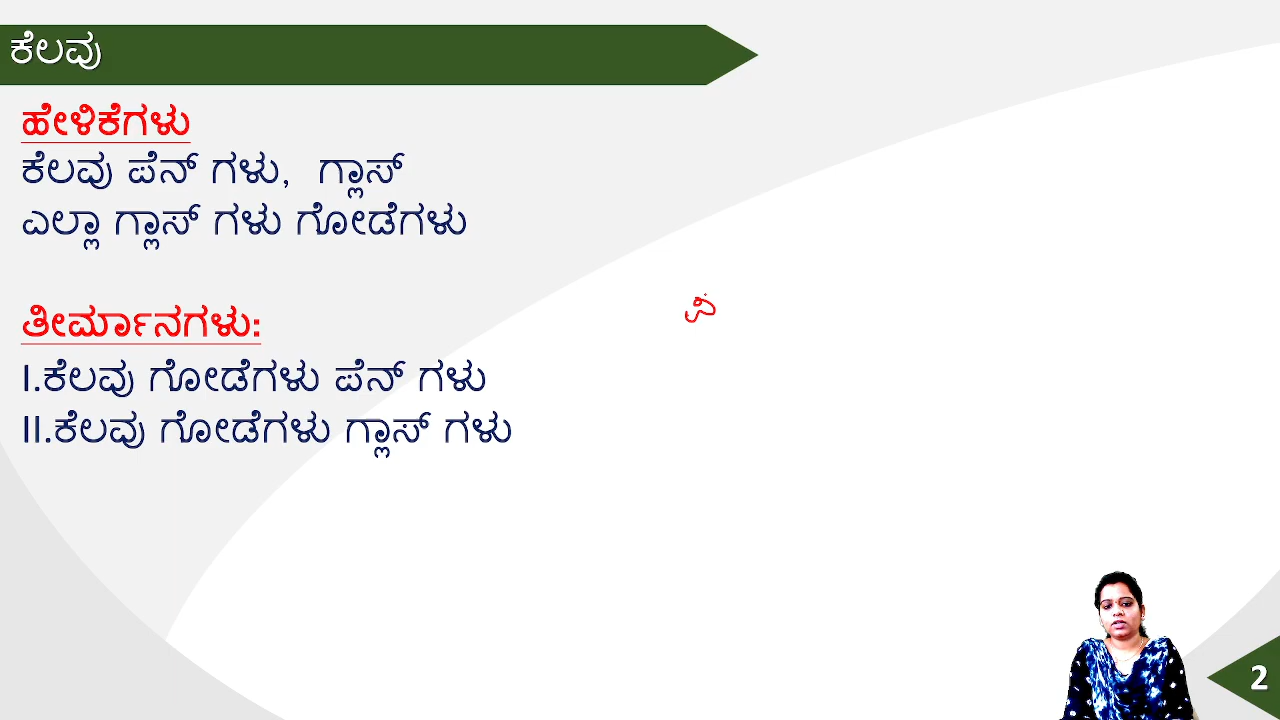 ಕೆಲವು
ಹೇಳಿಕೆಗಳು
ಕೆಲವು ಪೆನ್ ಗಳು, ಗ್ಲಾಸ್
ಎಲ್ಲಾ ಗ್ಲಾಸ್ ಗಳು ಗೋಡೆಗಳು
ತೀರ್ಮಾನಗಳು:
I.ಕೆಲವು ಗೋಡೆಗಳು ಪೆನ್ ಗಳು
II.ಕೆಲವು ಗೋಡೆಗಳು ಗ್ಲಾಸ್ ಗಳು
2